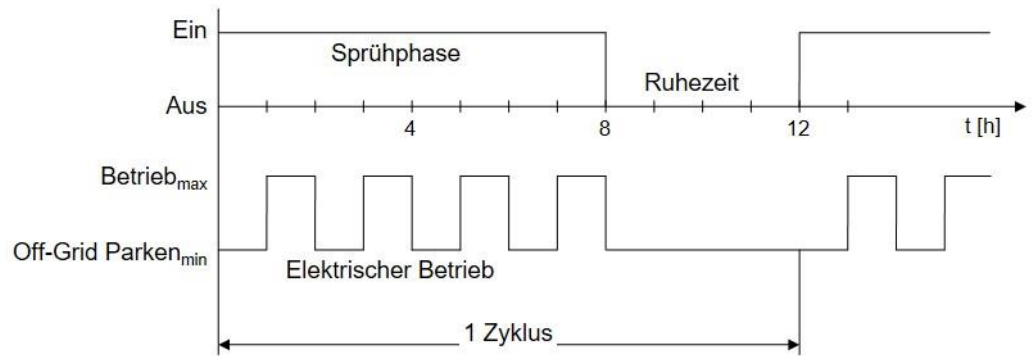 Ein
Sprühphase
Ruhezeit
Aus
4
8
12
t [h]
Betriebmax
Off-Grid Parkenmin
Elektrischer Betrieb
1 Zyklus